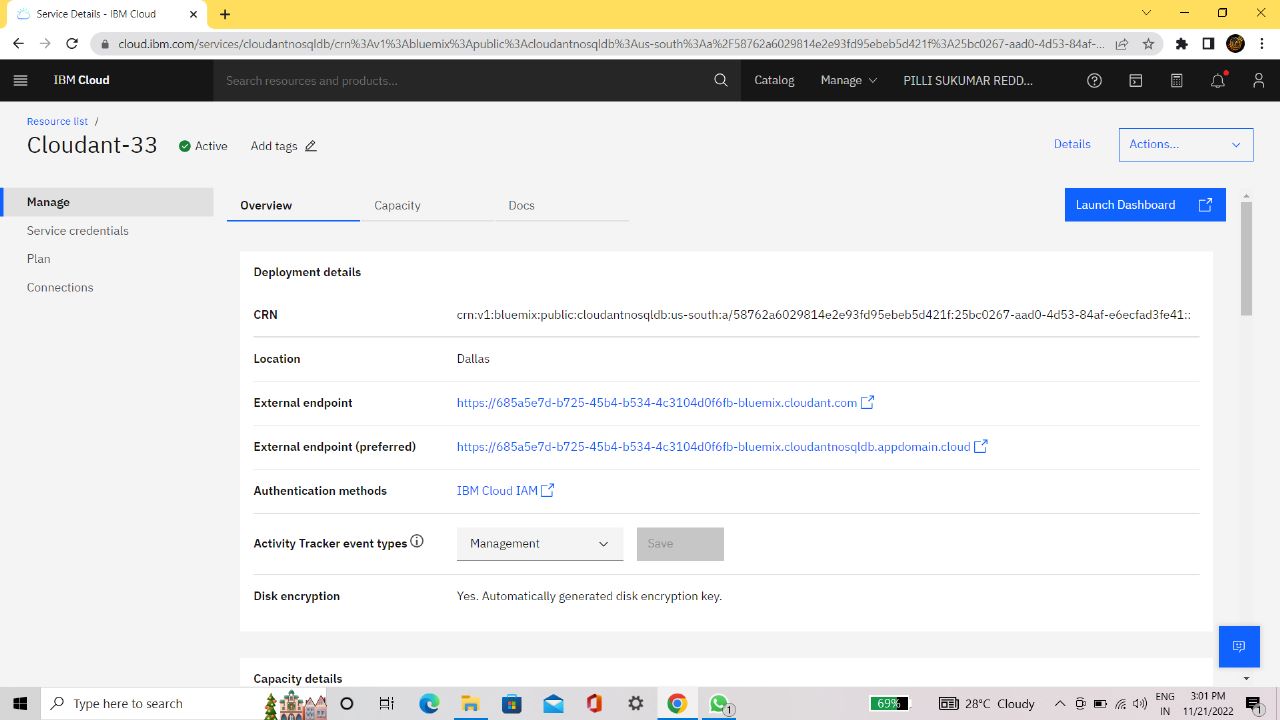 Service Details - IBM Cloud
cloud.ibm.com/services/cloudantnosqldb/crn%3Av1%3Abluemix%3Apublic%3Acloudantnosqldb%3Aus-south%3Aa%2F58762a6029814e2e93fd95ebeb5d421f%3A25bc0267-aad0-4d53-84af-...
IBM Cloud
Search resources and products...
Catalog
Manage
PILLI SUKUMAR REDD...
Resource list /
Cloudant-33
Active
Add tags
Details
Actions...
Manage
Service credentials
Plan
Connections
Overview
Capacity
Docs
Launch Dashboard
Deployment details
CRN crn:v1:bluemix:public:cloudantnosqldb:us-south:a/58762a6029814e2e93fd95ebeb5d421f:25bc0267-aad0-4d53-84af-e6ecfad3fe41::
Location Dallas
External endpoint https://685a5e7d-b725-45b4-b534-4c3104d0f6fb-bluemix.cloudant.com
External endpoint (preferred) https://685a5e7d-b725-45b4-b534-4c3104d0f6fb-bluemix.cloudantnosqldb.appdomain.cloud
Authentication methods IBM Cloud IAM
Activity Tracker event types Management Save
Disk encryption Yes. Automatically generated disk encryption key.
Capacity details
Type here to search
1
69%
28°C Cloudy
ENG
IN
3:01 PM
11/21/2022
1